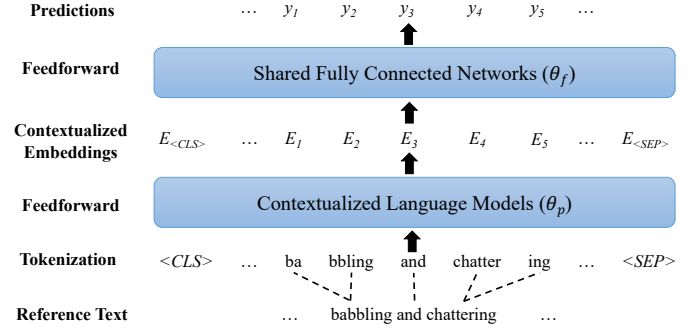 Predictions … y1 y2 y3 y4 y5 …
Feedforward Shared Fully Connected Networks (θf)
Contextualized Embeddings E<CLS> … E1 E2 E3 E4 E5 … E<SEP>
Feedforward Contextualized Language Models (θp)
Tokenization <CLS> … ba bbling and chatter ing … <SEP>
Reference Text … babbling and chattering …